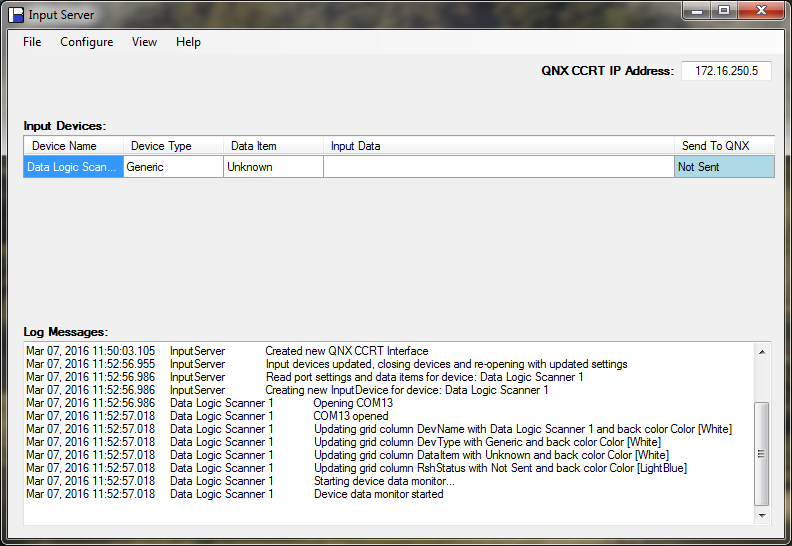 Input Server
File Configure View Help
QNX CCRT IP Address: 172.16.250.5
Input Devices:
Device Name Device Type Data Item Input Data Send To QNX
Data Logic Scan... Generic Unknown Not Sent
Log Messages:
Mar 07, 2016 11:50:03.105 InputServer Created new QNX CCRT Interface
Mar 07, 2016 11:52:56.955 InputServer Input devices updated, closing devices and re-opening with updated settings
Mar 07, 2016 11:52:56.986 InputServer Read port settings and data items for device: Data Logic Scanner 1
Mar 07, 2016 11:52:56.986 InputServer Creating new InputDevice for device: Data Logic Scanner 1
Mar 07, 2016 11:52:56.986 Data Logic Scanner 1 Opening COM13
Mar 07, 2016 11:52:57.018 Data Logic Scanner 1 COM13 opened
Mar 07, 2016 11:52:57.018 Data Logic Scanner 1 Updating grid column DevName with Data Logic Scanner 1 and back color Color [White]
Mar 07, 2016 11:52:57.018 Data Logic Scanner 1 Updating grid column DevType with Generic and back color Color [White]
Mar 07, 2016 11:52:57.018 Data Logic Scanner 1 Updating grid column DataItem with Unknown and back color Color [White]
Mar 07, 2016 11:52:57.018 Data Logic Scanner 1 Updating grid column RshStatus with Not Sent and back color Color [LightBlue]
Mar 07, 2016 11:52:57.018 Data Logic Scanner 1 Starting device data monitor...
Mar 07, 2016 11:52:57.018 Data Logic Scanner 1 Device data monitor started